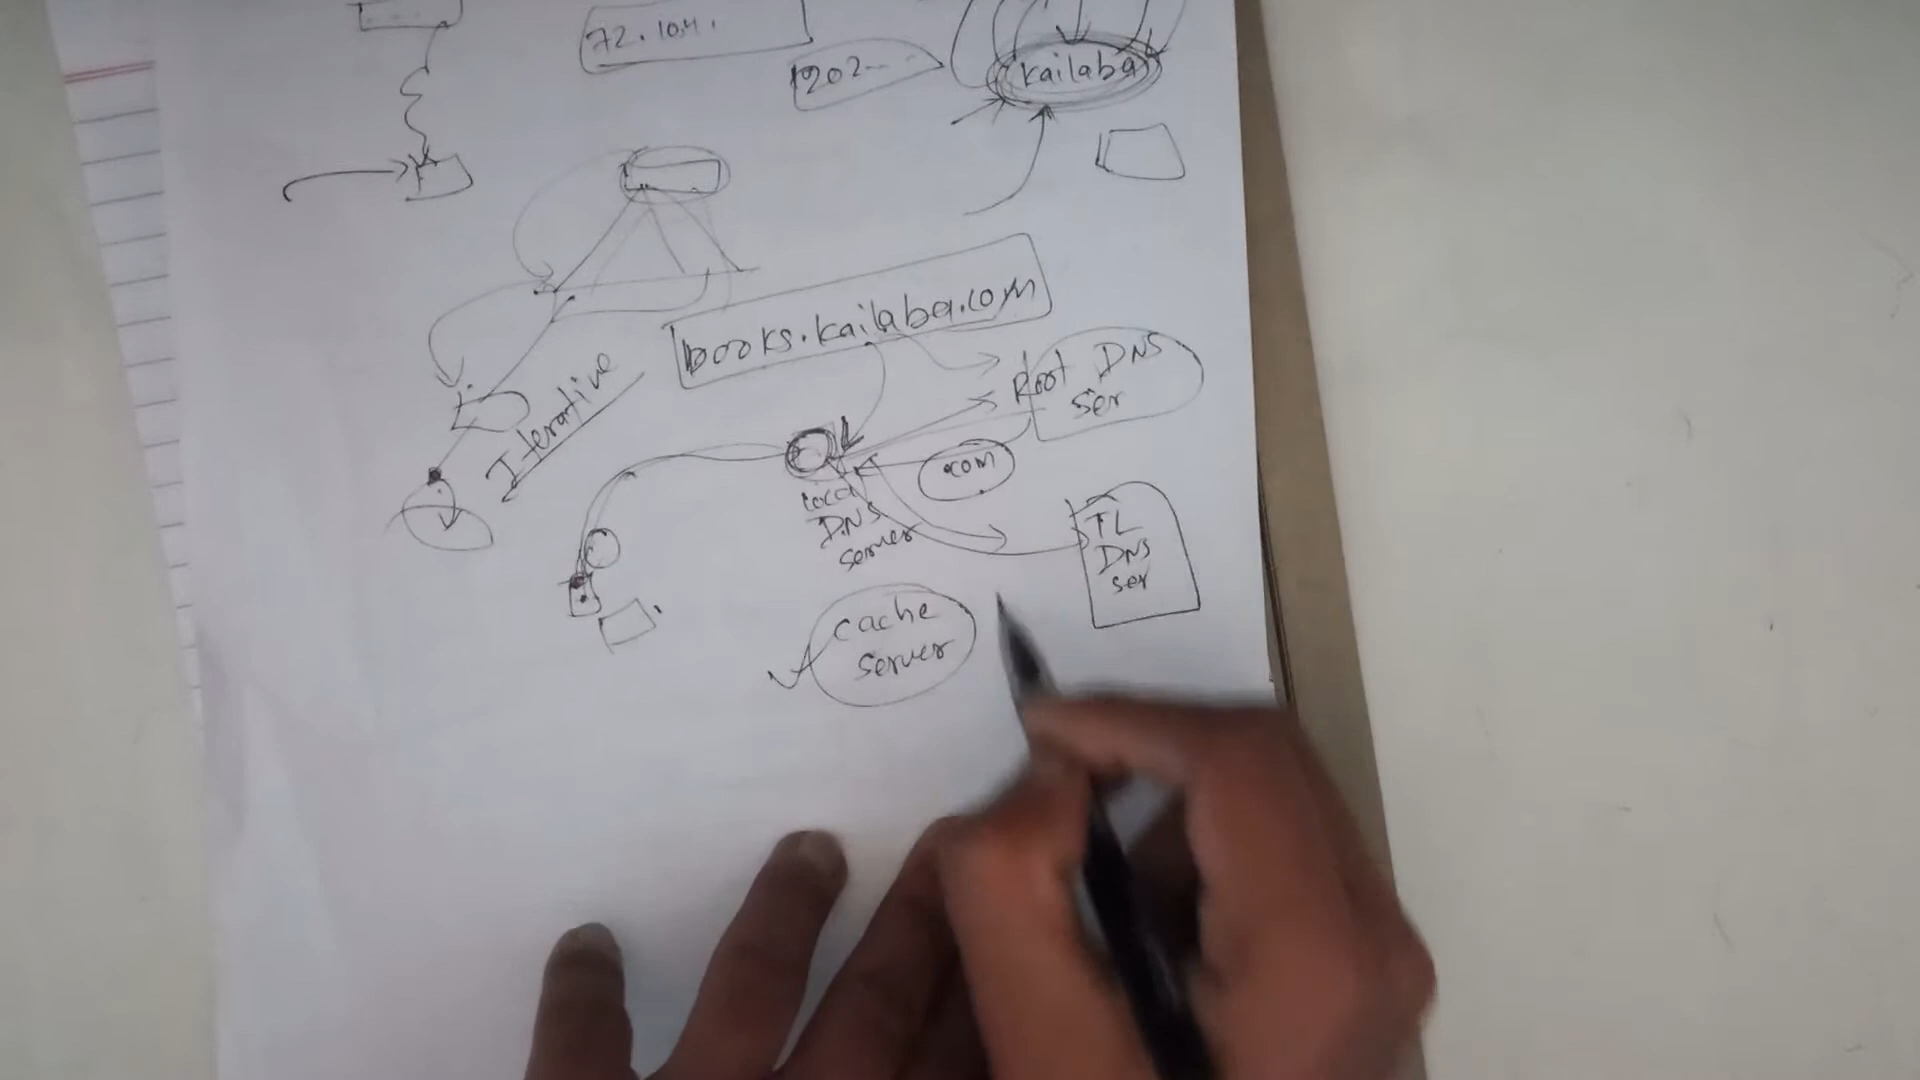 72.104.
202---
kailaba
books.kailaba.com
Iterative
Root DNS
Ser
.com
Local
DNS
Server
TL
DNS
ser
cache
server